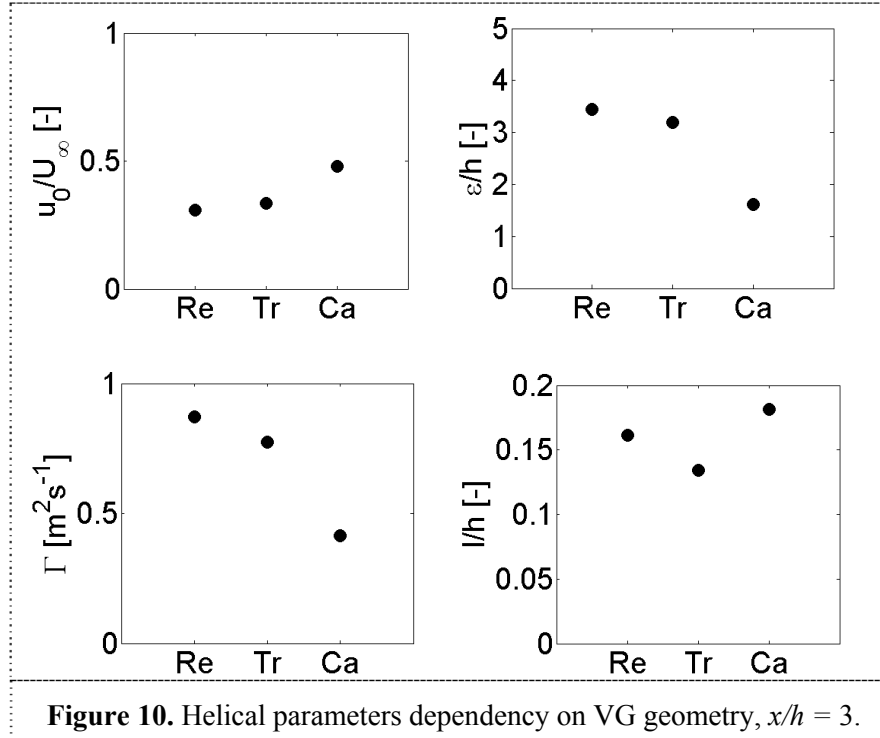 1
0.5
0
u₀/U∞ [-]
Re Tr Ca
5
4
3
2
1
0
ε/h [-]
Re Tr Ca
1
0.5
0
Γ [m²s⁻¹]
Re Tr Ca
0.2
0.15
0.1
0.05
0
l/h [-]
Re Tr Ca
Figure 10. Helical parameters dependency on VG geometry, x/h = 3.